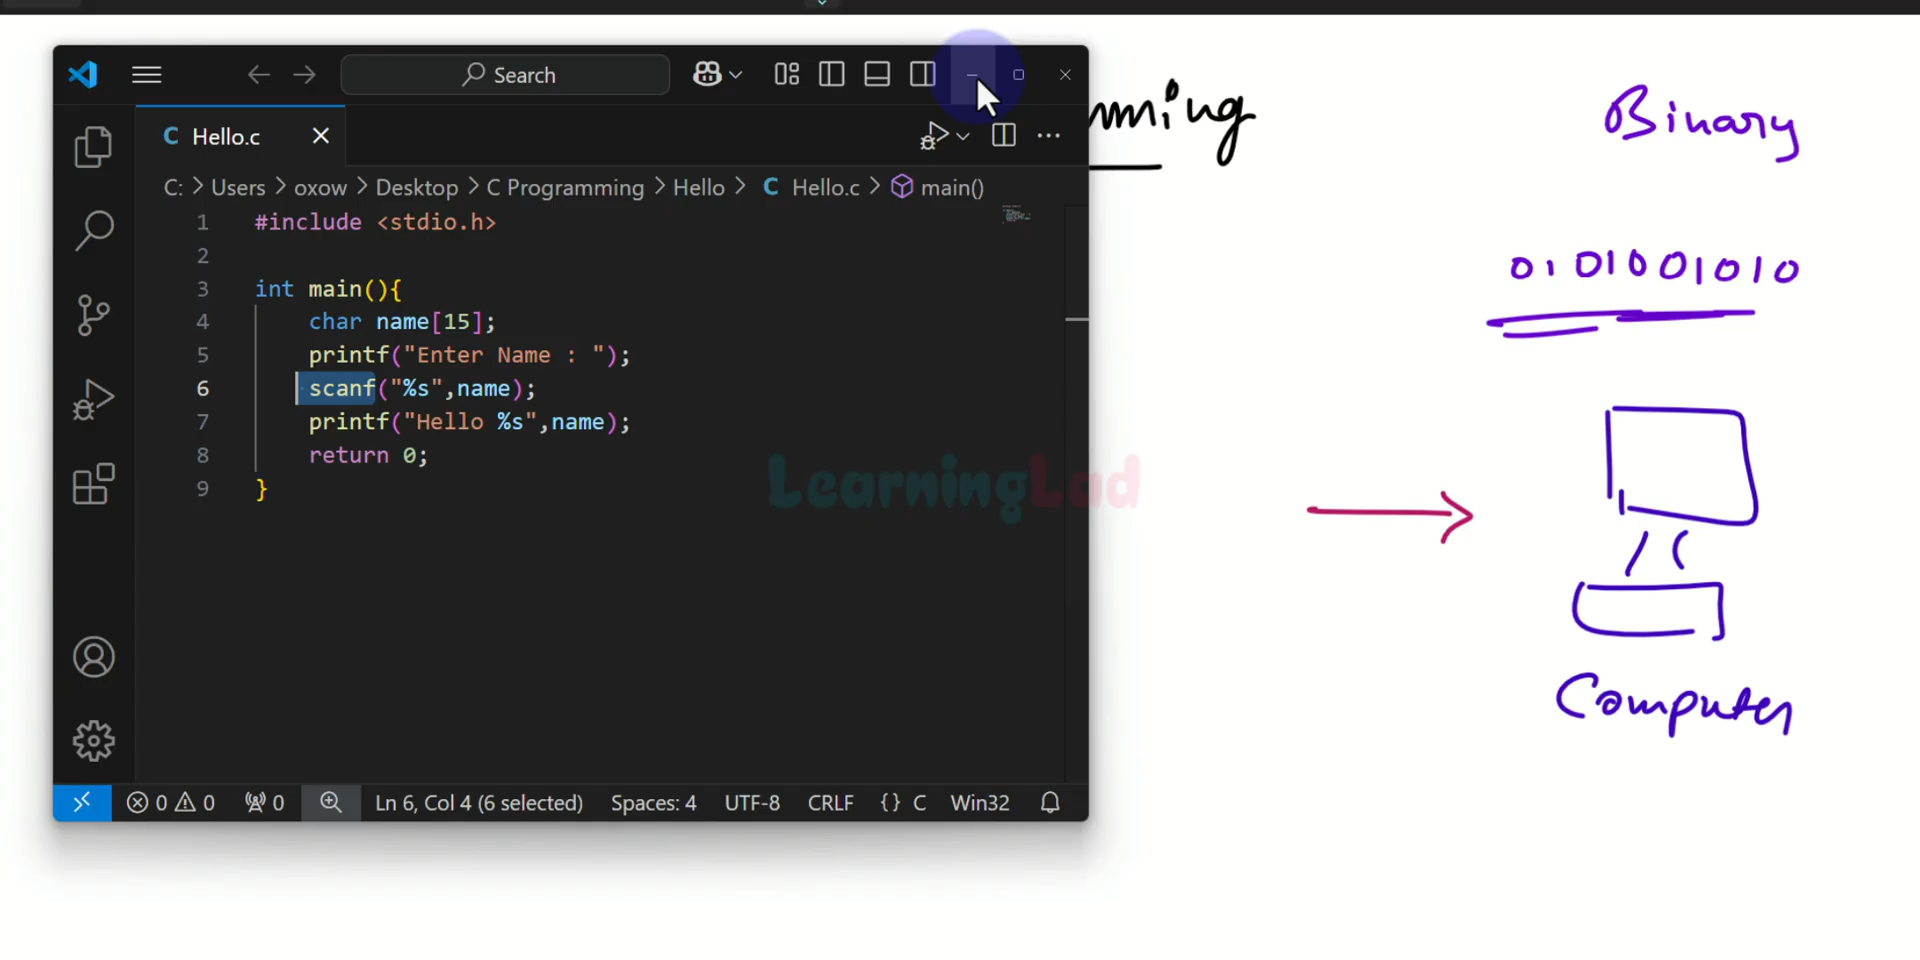 Search
Hello.c
C: > Users > oxow > Desktop > C Programming > Hello > C Hello.c > main()
1 #include <stdio.h>
2
3 int main(){
4 char name[15];
5 printf("Enter Name : ");
6 scanf("%s",name);
7 printf("Hello %s",name);
8 return 0;
9 }
LearningLad
0 0 0 Ln 6, Col 4 (6 selected) Spaces: 4 UTF-8 CRLF {} C Win32
mming
Binary
01010010 1010
Computer